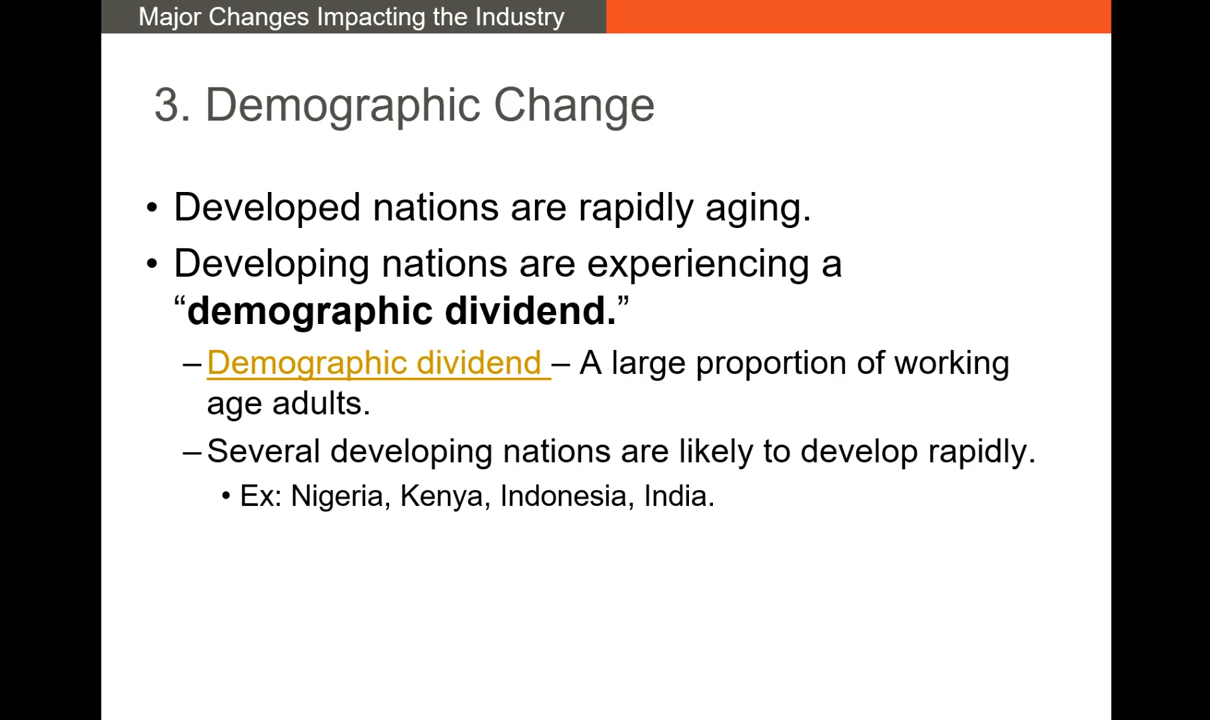 Major Changes Impacting the Industry
3. Demographic Change
• Developed nations are rapidly aging.
• Developing nations are experiencing a
“demographic dividend.”
– Demographic dividend – A large proportion of working
age adults.
– Several developing nations are likely to develop rapidly.
• Ex: Nigeria, Kenya, Indonesia, India.